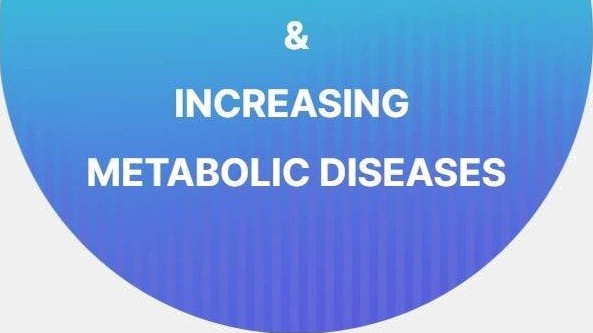 &
INCREASING
METABOLIC DISEASES